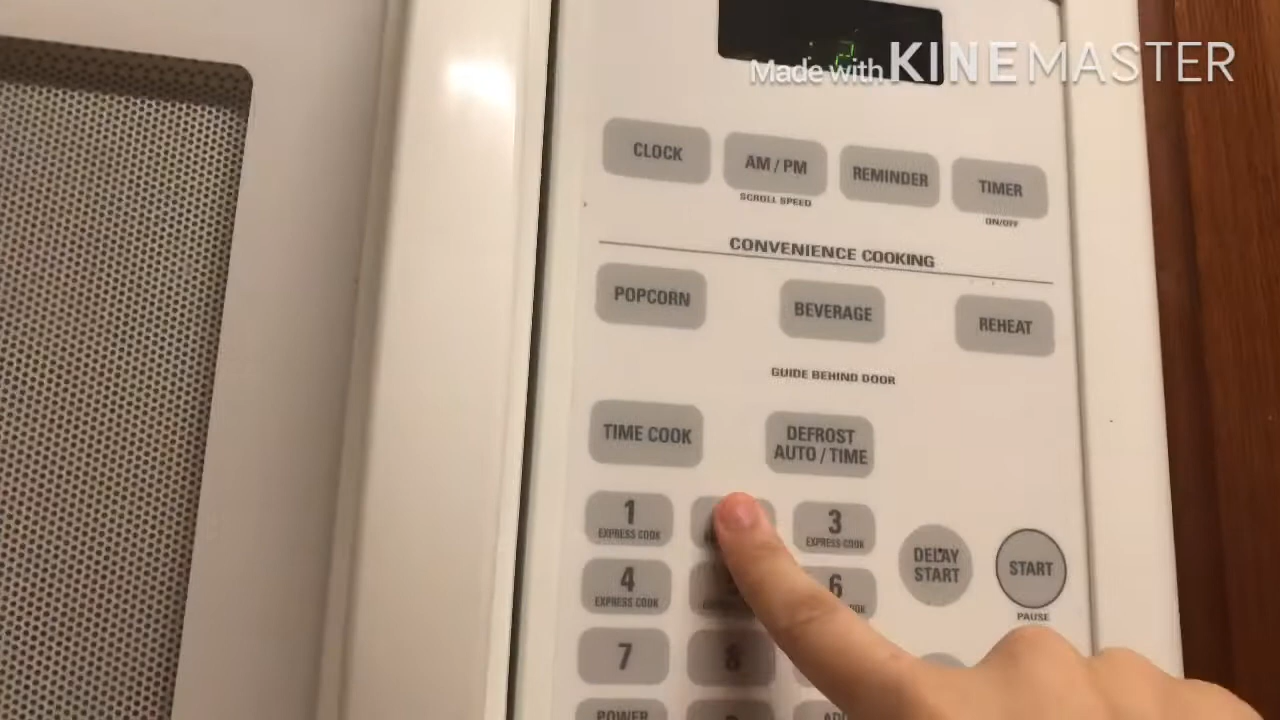 Made with KINEMASTER
CLOCK
AM / PM
SCROLL SPEED
REMINDER
TIMER
ON/OFF
CONVENIENCE COOKING
POPCORN
BEVERAGE
REHEAT
GUIDE BEHIND DOOR
TIME COOK
DEFROST
AUTO / TIME
1
EXPRESS COOK
3
EXPRESS COOK
DELAY
START
START
PAUSE
4
EXPRESS COOK
6
7
8
POWER